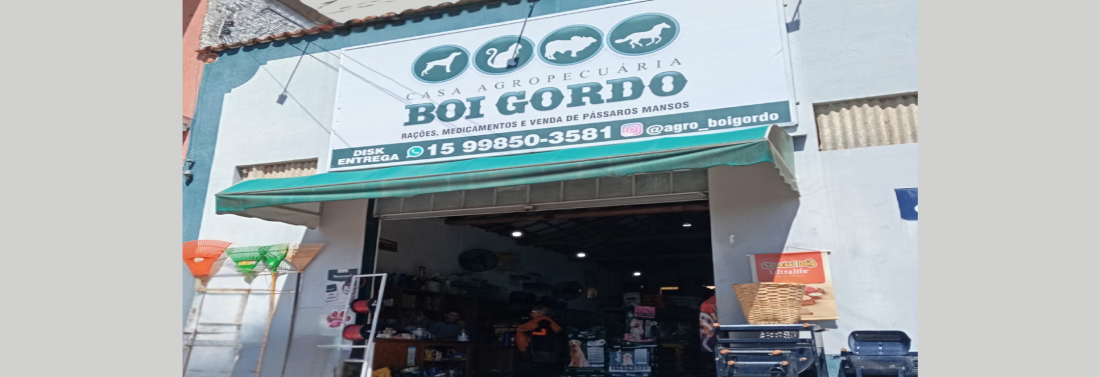 CASA AGROPECUÁRIA
BOI GORDO
RAÇÕES, MEDICAMENTOS E VENDA DE PÁSSAROS MANSOS
DISK ENTREGA 15 99850-3581 @agro_boigordo